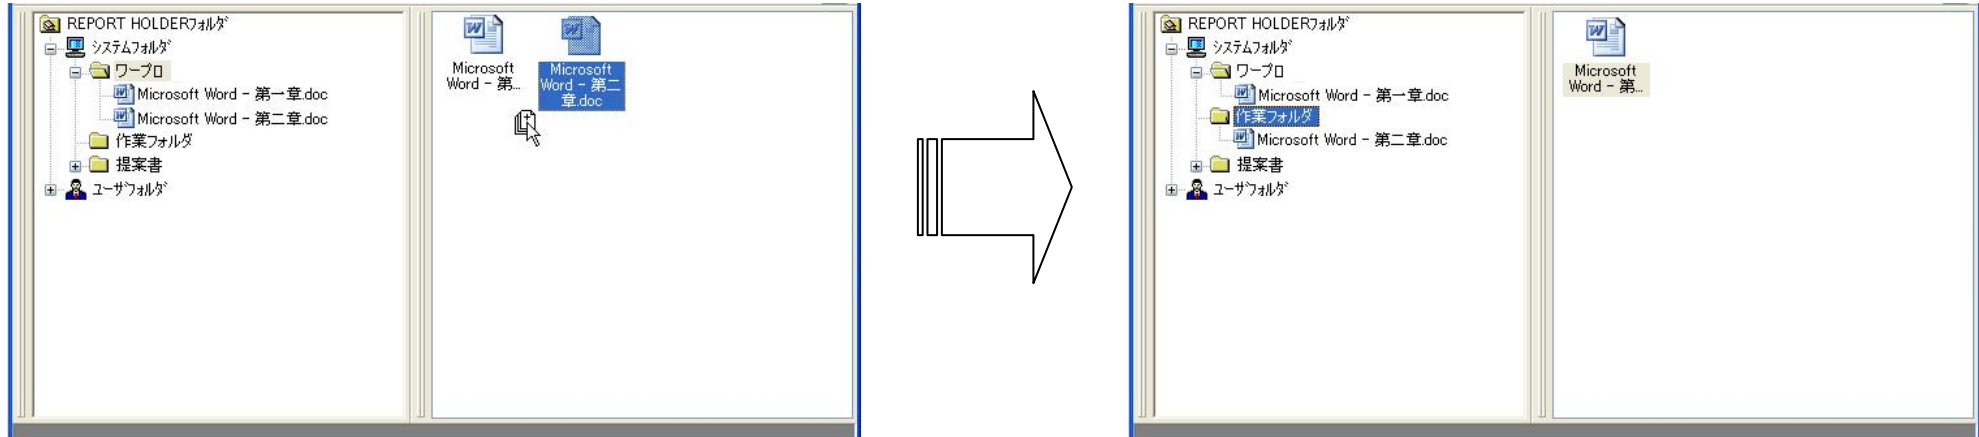 REPORT HOLDERフォルダ
システムフォルダ
ワープロ
Microsoft Word - 第一章.doc
Microsoft Word - 第二章.doc
作業フォルダ
提案書
ユーザフォルダ
Microsoft
Word - 第...
Microsoft
Word - 第二
章.doc
REPORT HOLDERフォルダ
システムフォルダ
ワープロ
Microsoft Word - 第一章.doc
作業フォルダ
Microsoft Word - 第二章.doc
提案書
ユーザフォルダ
Microsoft
Word - 第...